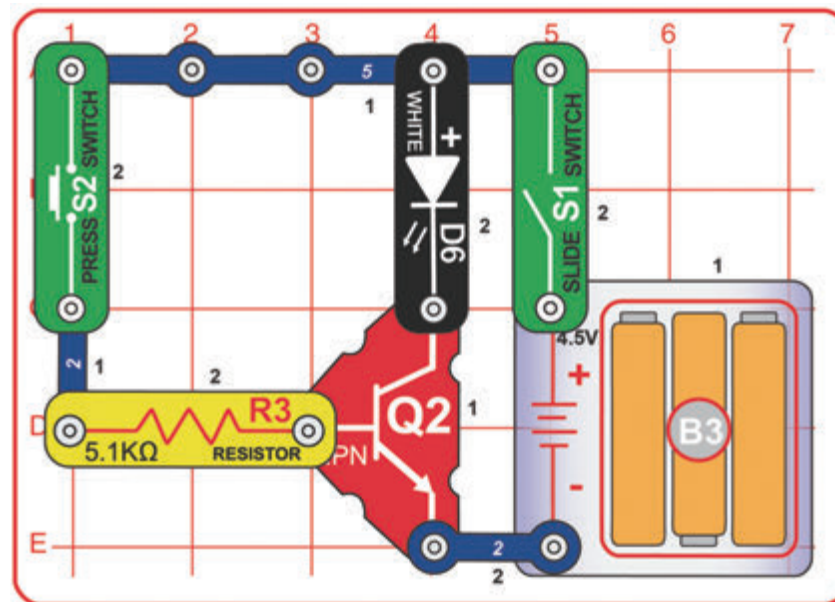 1 2 3 4 5 6 7
5
1
PRESS SWITCH
S2
2
WHITE
+
D6
2
SLIDE SWITCH
S1
2
1
4.5V
+
-
B3
2
1
2
R3
5.1KΩ
RESISTOR
D
Q2
1
PN
E
2
2